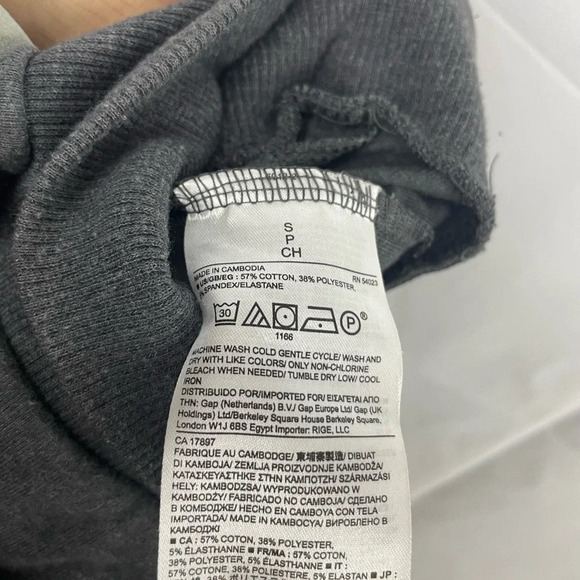 S
P
CH
MADE IN CAMBODIA RN 54023
■ US/GB/EG : 57% COTTON, 38% POLYESTER,
SPANDEX/ELASTANE
30 P®
1166
MACHINE WASH COLD GENTLE CYCLE/ WASH AND
DRY WITH LIKE COLORS/ ONLY NON-CHLORINE
BLEACH WHEN NEEDED/ TUMBLE DRY LOW/ COOL
IRON
DISTRIBUIDO POR/IMPORTED FOR/ ΕΙΣΑΓΕΤΑΙ ΑΠΟ
THN: Gap (Netherlands) B.V./ Gap Europe Ltd/ Gap (UK
Holdings) Ltd/Berkeley Square House Berkeley Square,
London W1J 6BS Egypt Importer: RIGE, LLC
CA 17897
FABRIQUE AU CAMBODGE/ 柬埔寨製造/ DIBUAT
DI KAMBOJA/ ZEMLJA PROIZVODNJE KAMBODŽA/
ΚΑΤΑΣΚΕΥΑΣΘΗΚΕ ΣΤΗΝ ΚΑΜΠΟΤΖΗ/ SZÁRMAZÁSI
HELY: KAMBODZSA/ WYPRODUKOWANO W
KAMBODŻY/ FABRICADO NO CAMBOJA/ СДЕЛАНО
В КОМБОДЖЕ/ HECHO EN CAMBOYA CON TELA
IMPORTADA/ MADE IN KAMBOCYA/ ВИРОБЛЕНО В
КАМБОДЖІ
■ CA : 57% COTTON, 38% POLYESTER,
5% ÉLASTHANNE ■ FR/MA : 57% COTON,
38% POLYESTER, 5% ÉLASTHANNE ■ IT :
57% COTONE, 38% POLIESTERE, 5% ELASTAN ■ JP :